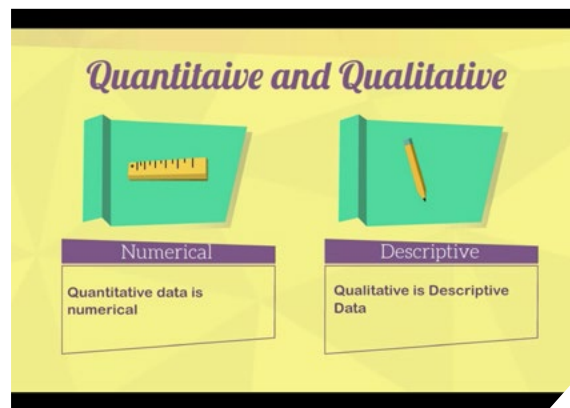 Quantitaive and Qualitative
Numerical
Quantitative data is
numerical
Descriptive
Qualitative is Descriptive
Data